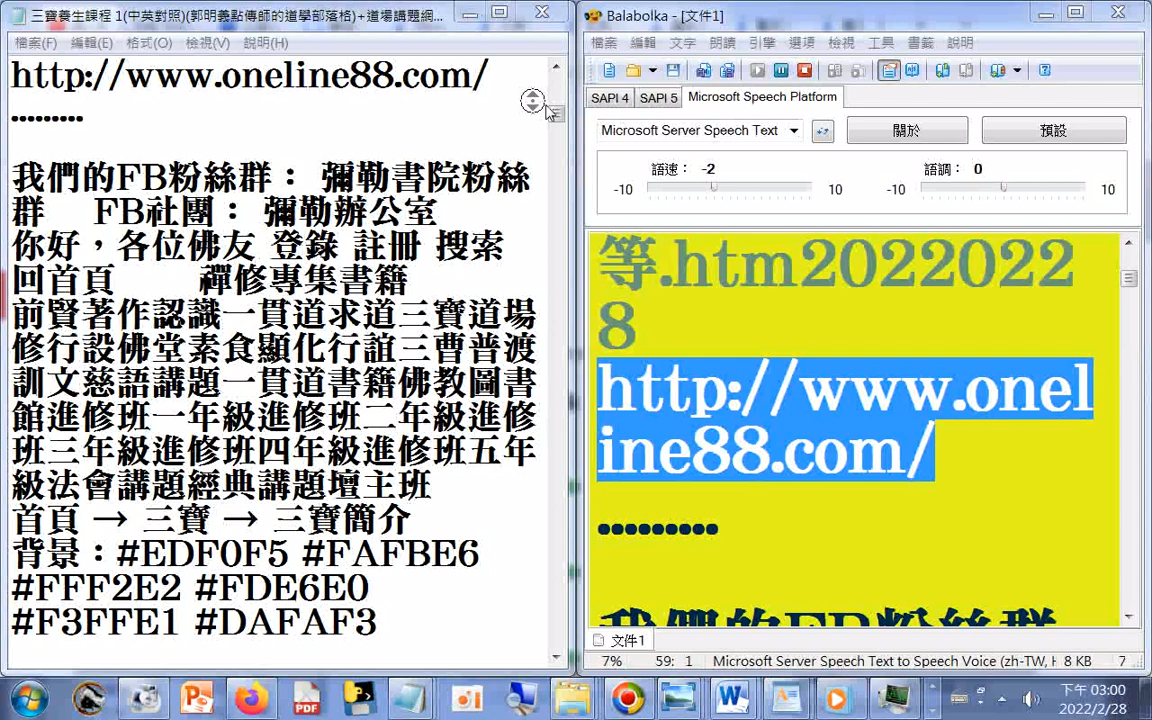 三寶養生課程 1(中英對照)(郭明義點傳師的道學部落格)+道場講題網...
檔案(F) 編輯(E) 格式(O) 檢視(V) 說明(H)
http://www.oneline88.com/
.........
我們的FB粉絲群： 彌勒書院粉絲
群 FB社團： 彌勒辦公室
你好，各位佛友 登錄 註冊 搜索
回首頁 禪修專集書籍
前賢著作認識一貫道求道三寶道場
修行設佛堂素食顯化行誼三曹普渡
訓文慈語講題一貫道書籍佛教圖書
館進修班一年級進修班二年級進修
班三年級進修班四年級進修班五年
級法會講題經典講題壇主班
首頁 → 三寶 → 三寶簡介
背景：#EDF0F5 #FAFBE6
#FFF2E2 #FDE6E0
#F3FFE1 #DAFAF3
Balabolka - [文件1]
檔案 編輯 文字 朗讀 引擎 選項 檢視 工具 書籤 說明
SAPI 4 SAPI 5 Microsoft Speech Platform
Microsoft Server Speech Text 關於 預設
語速： -2 語調： 0
-10 10 -10 10
等.htm2022022
8
http://www.onel
ine88.com/
.........
我們的FB粉絲群
文件1
7% 59: 1 Microsoft Server Speech Text to Speech Voice (zh-TW, H 8 KB 7
下午 03:00
2022/2/28